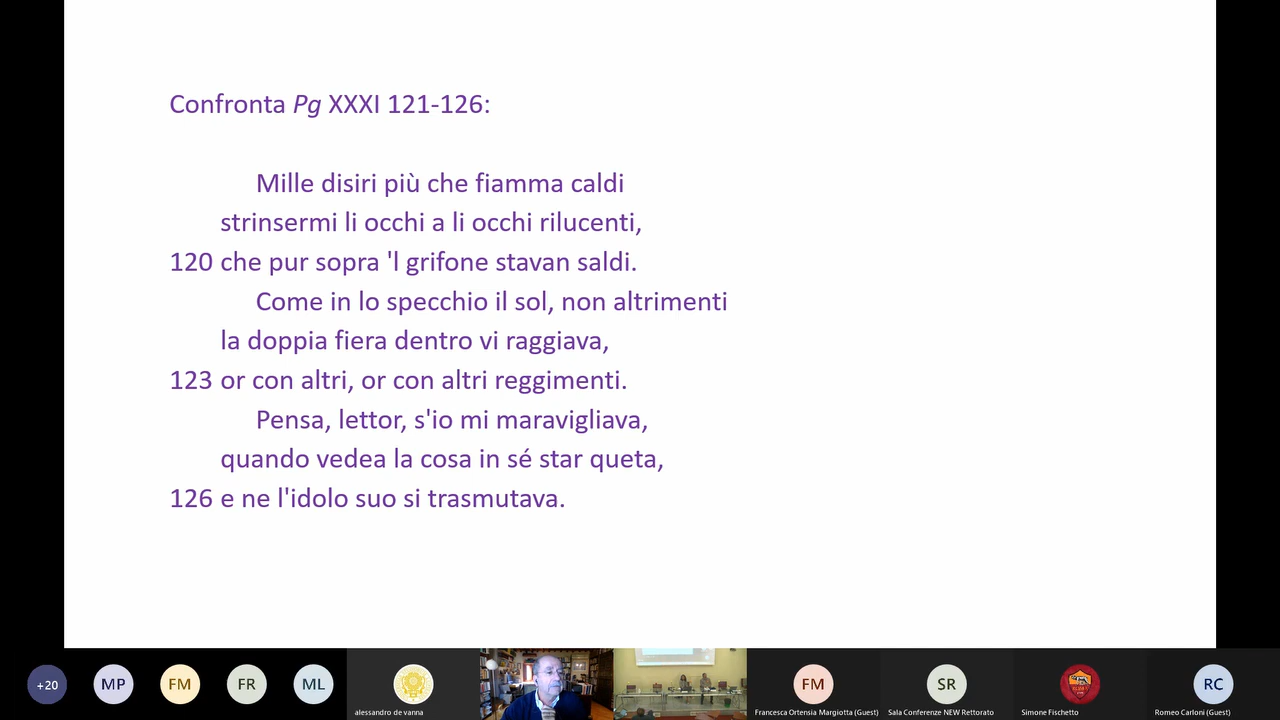 Confronta Pg XXXI 121-126:
Mille disiri più che fiamma caldi
strinsermi li occhi a li occhi rilucenti,
120 che pur sopra 'l grifone stavan saldi.
Come in lo specchio il sol, non altrimenti
la doppia fiera dentro vi raggiava,
123 or con altri, or con altri reggimenti.
Pensa, lettor, s'io mi maravigliava,
quando vedea la cosa in sé star queta,
126 e ne l'idolo suo si trasmutava.
+20 MP FM FR ML FM SR RC
alessandro de vanna Francesca Ortensia Margiotta (Guest) Sala Conferenze NEW Rettorato Simone Fischetto Romeo Carloni (Guest)